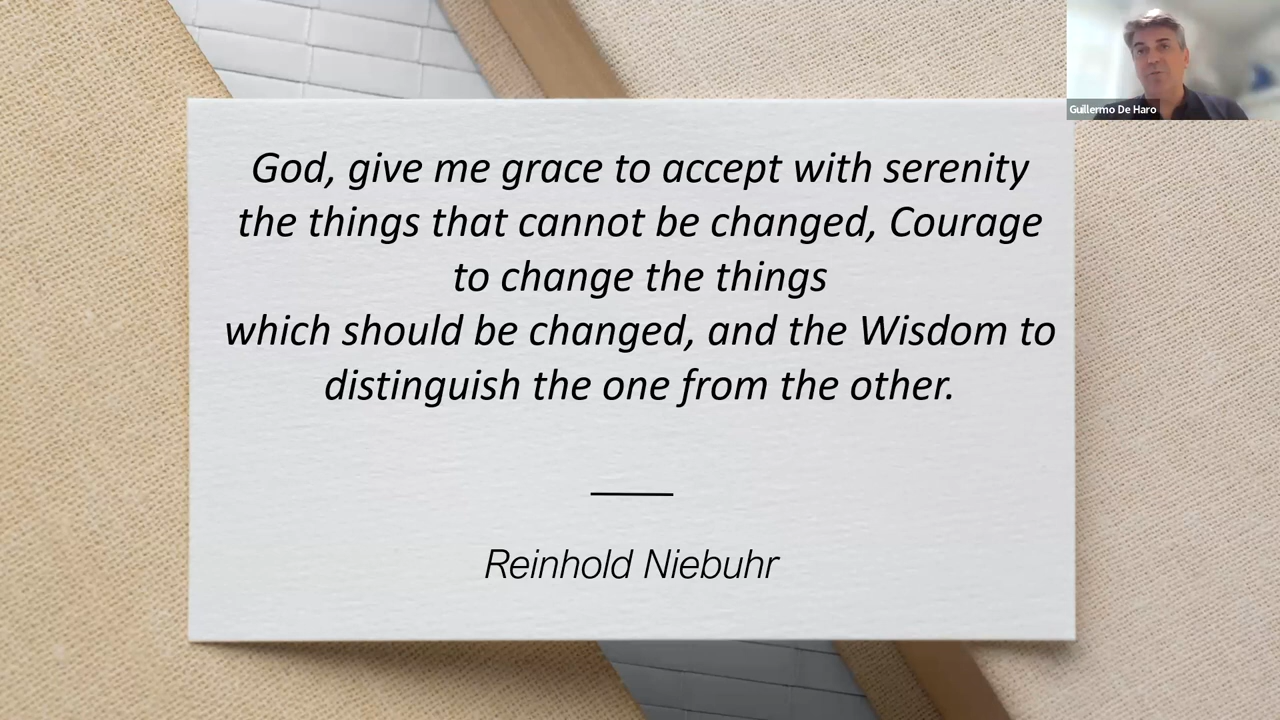 God, give me grace to accept with serenity
the things that cannot be changed, Courage
to change the things
which should be changed, and the Wisdom to
distinguish the one from the other.
Reinhold Niebuhr
Guillermo De Haro